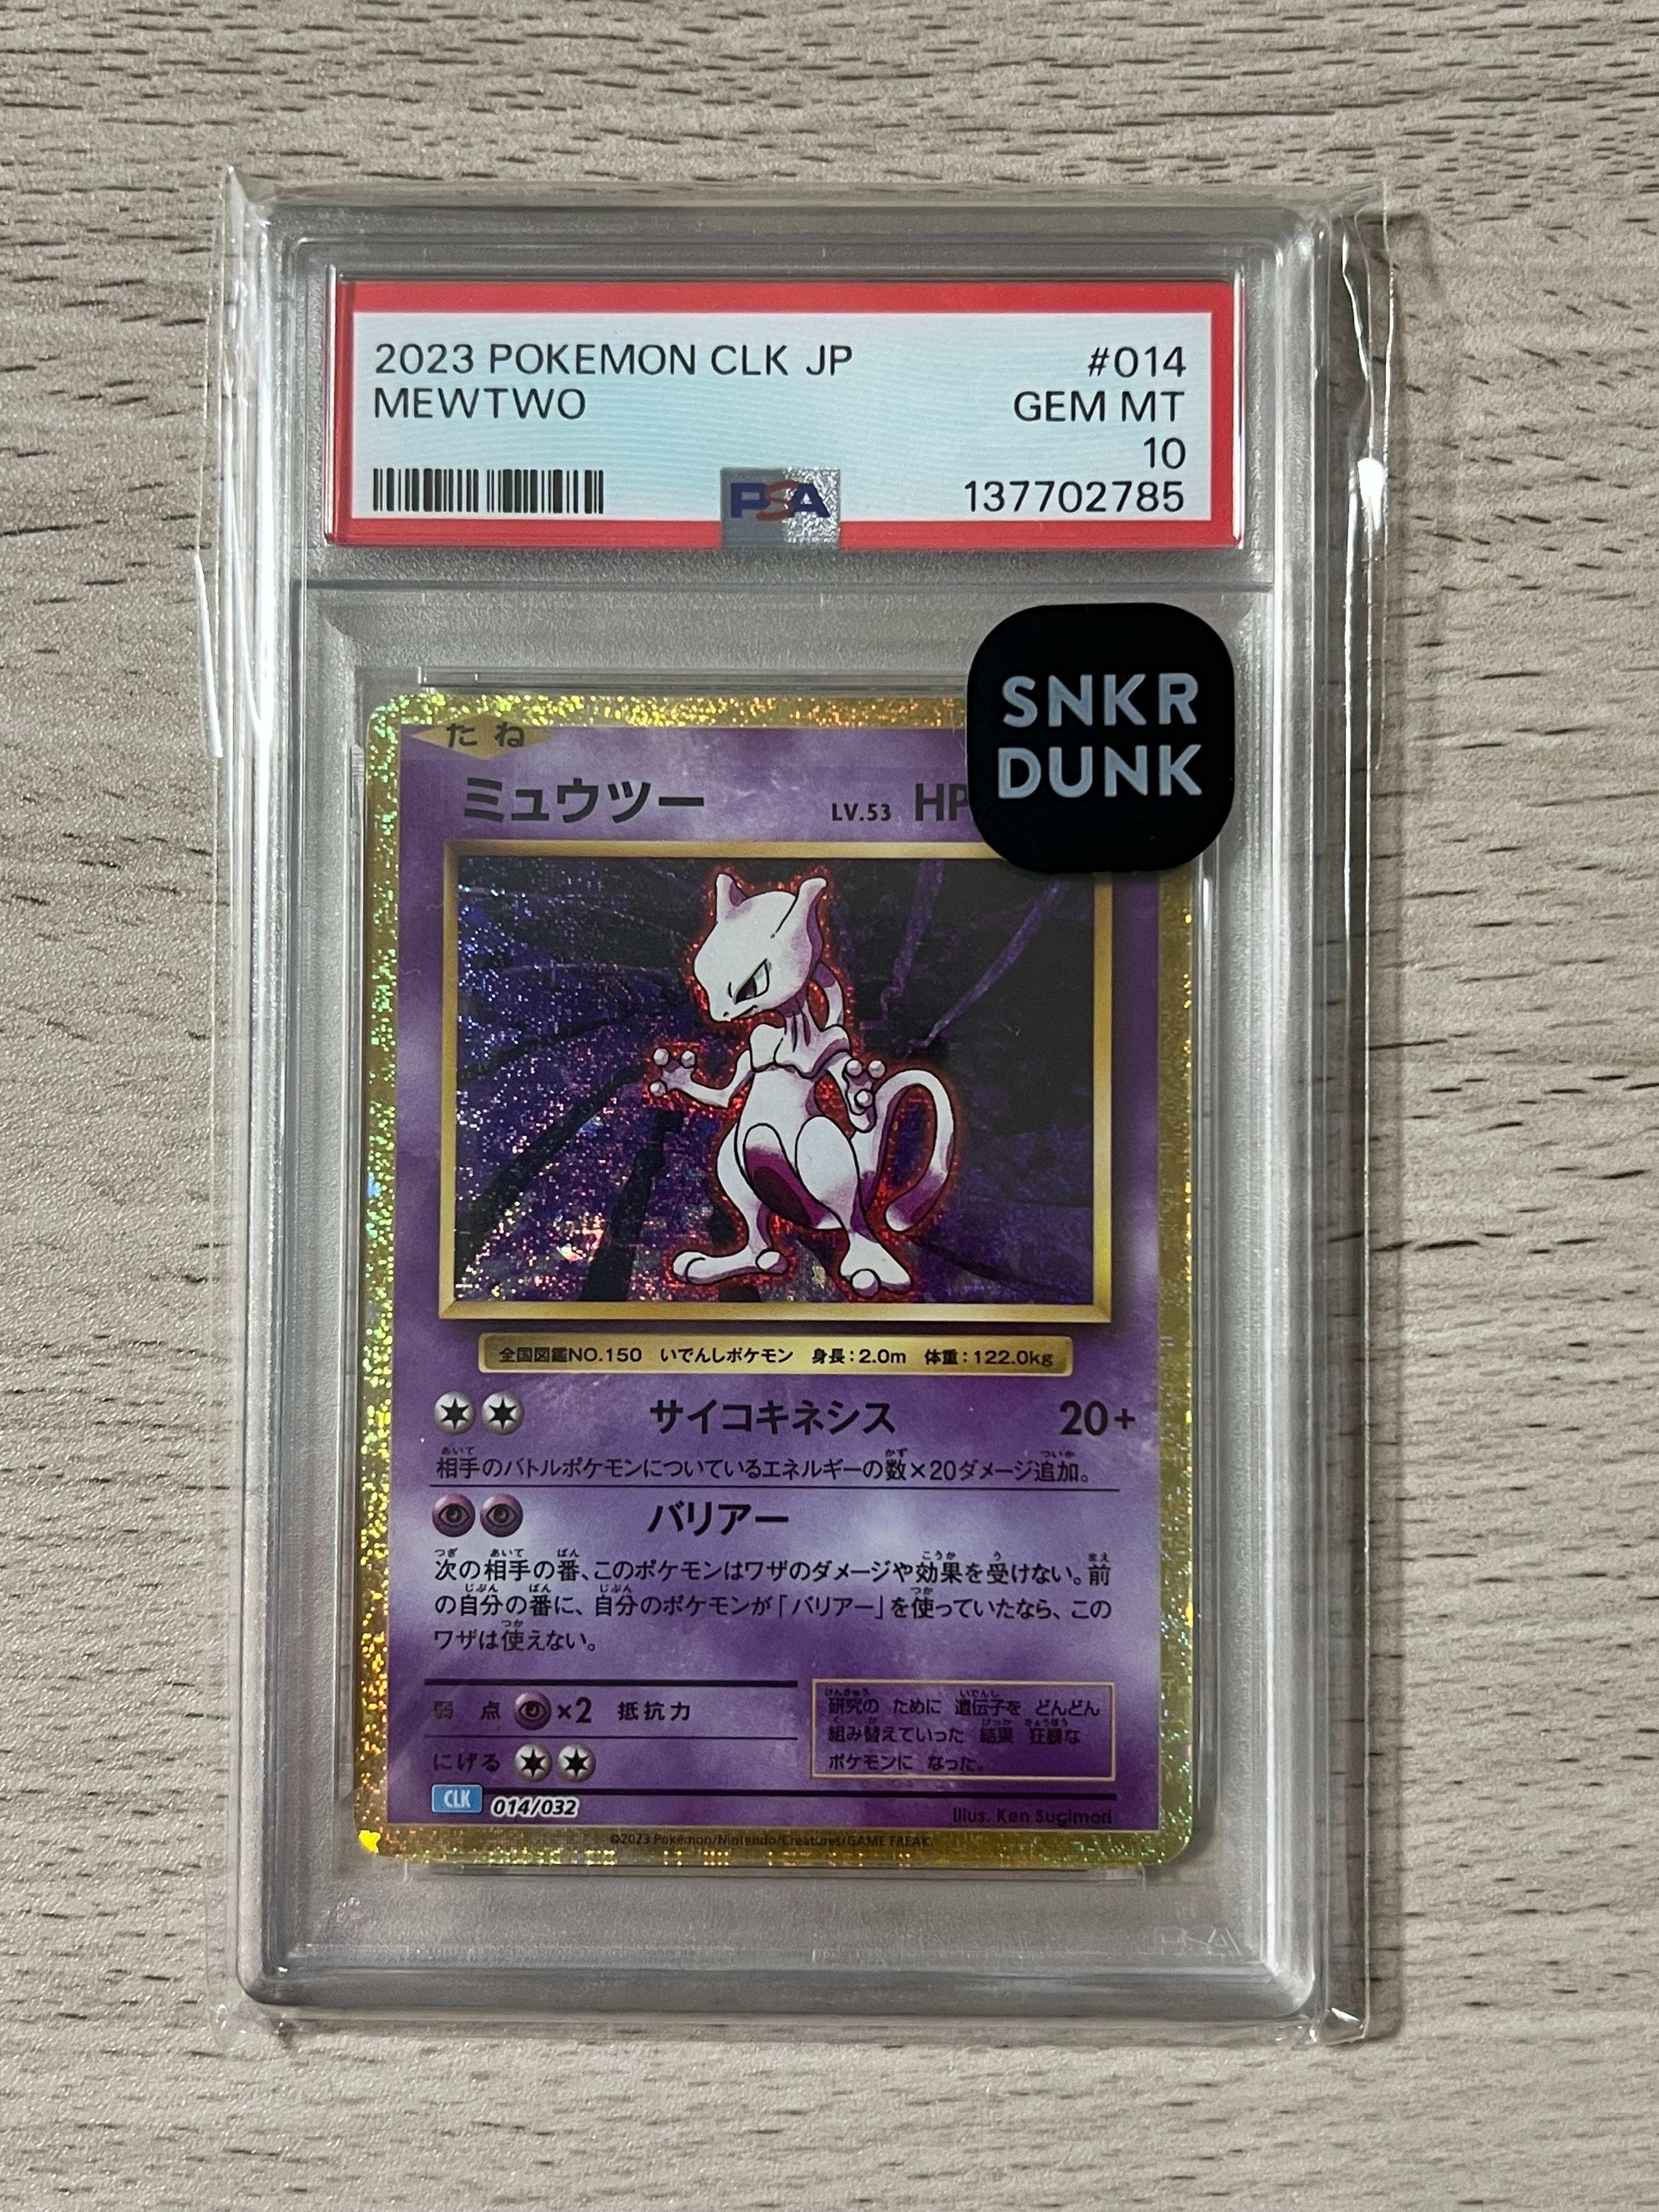 2023 POKEMON CLK JP #014
MEWTWO GEM MT
10
PSA 137702785
SNKR
DUNK
たね
ミュウツー LV.53 HP
全国図鑑NO.150 いでんしポケモン 身長:2.0m 体重:122.0kg
サイコキネシス 20+
相手のバトルポケモンについているエネルギーの数×20ダメージ追加。
バリアー
次の相手の番、このポケモンはワザのダメージや効果を受けない。前
の自分の番に、自分のポケモンが「バリアー」を使っていたなら、この
ワザは使えない。
弱点 ×2 抵抗力
にげる
研究の ために 遺伝子を どんどん
組み替えていった 結果 狂暴な
ポケモンに なった。
CLK 014/032
Illus. Ken Sugimori
©2023 Pokémon/Nintendo/Creatures/GAME FREAK.
PSA